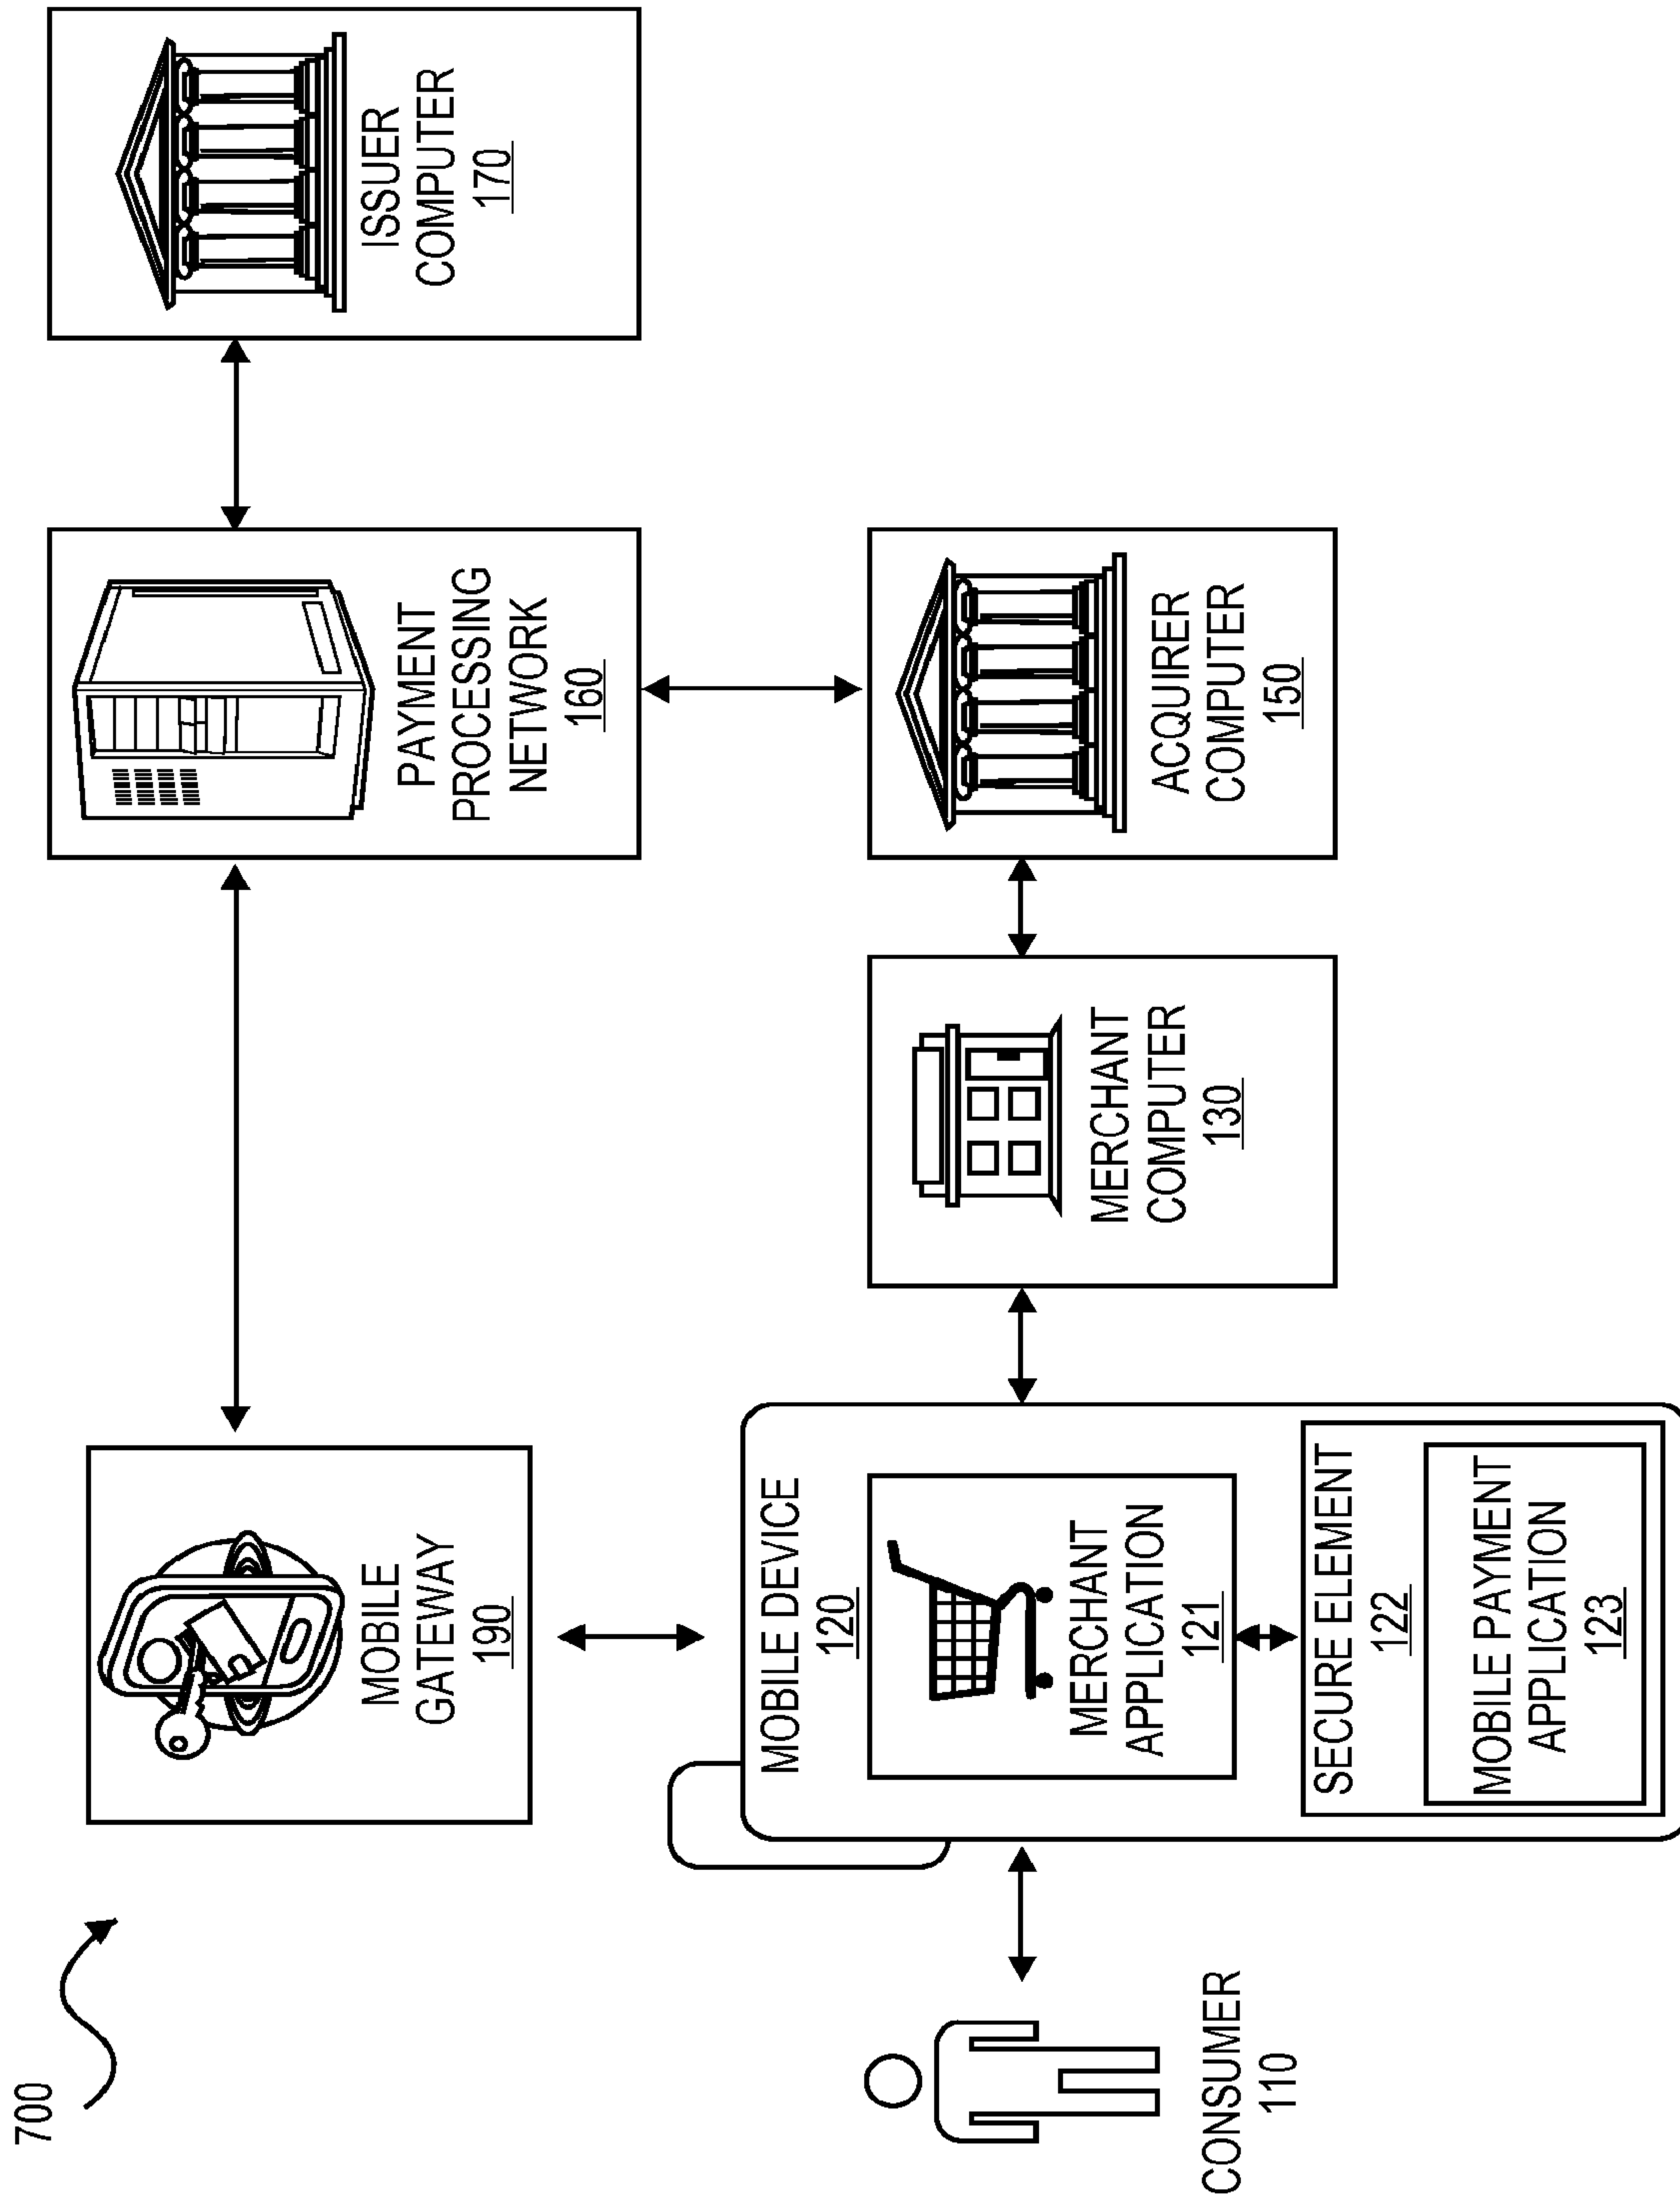 700
MOBILE
GATEWAY
190
PAYMENT
PROCESSING
NETWORK
160
ISSUER
COMPUTER
170
CONSUMER
110
MOBILE DEVICE
120
MERCHANT
APPLICATION
121
SECURE ELEMENT
122
MOBILE PAYMENT
APPLICATION
123
MERCHANT
COMPUTER
130
ACQUIRER
COMPUTER
150